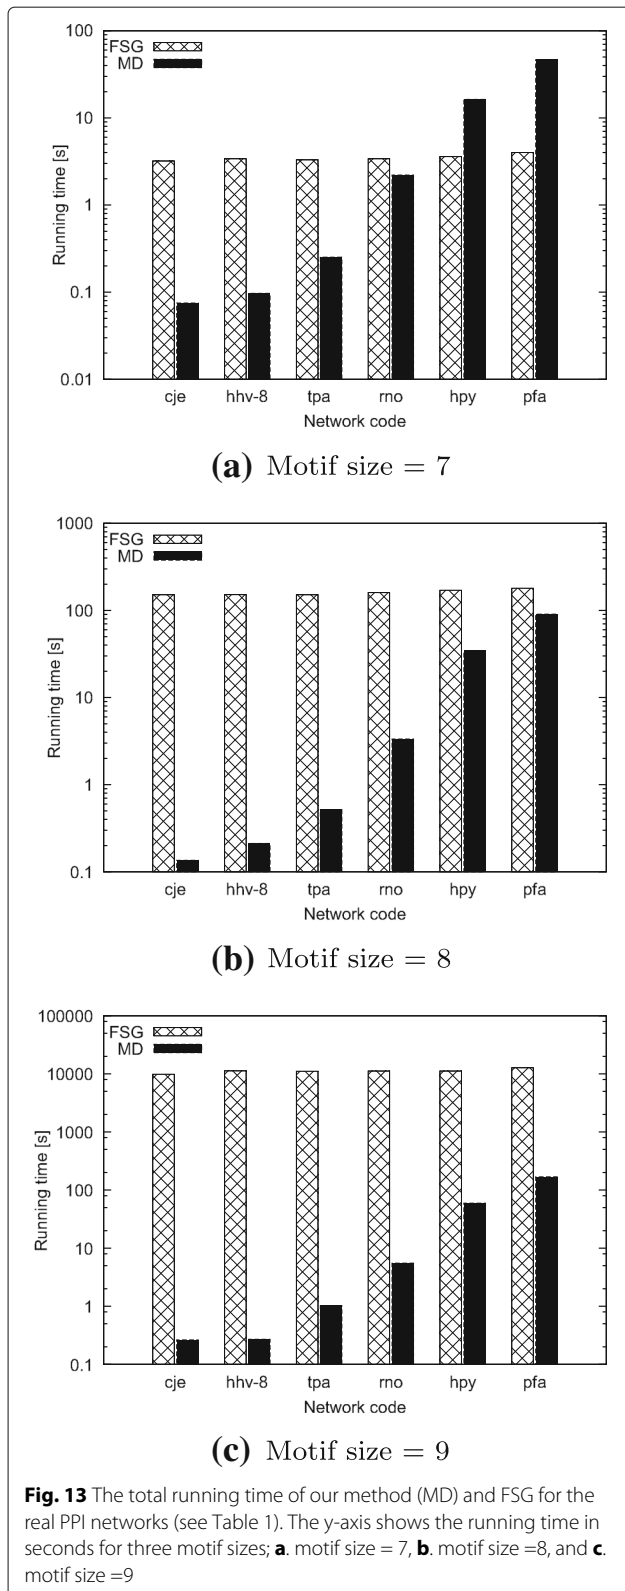 100
10
1
0.1
0.01
Running time [s]
FSG
MD
cje hhv-8 tpa rno hpy pfa
Network code
(a) Motif size = 7
1000
100
10
1
0.1
Running time [s]
FSG
MD
cje hhv-8 tpa rno hpy pfa
Network code
(b) Motif size = 8
100000
10000
1000
100
10
1
0.1
Running time [s]
FSG
MD
cje hhv-8 tpa rno hpy pfa
Network code
(c) Motif size = 9
Fig. 13 The total running time of our method (MD) and FSG for the
real PPI networks (see Table 1). The y-axis shows the running time in
seconds for three motif sizes; a. motif size = 7, b. motif size =8, and c.
motif size =9